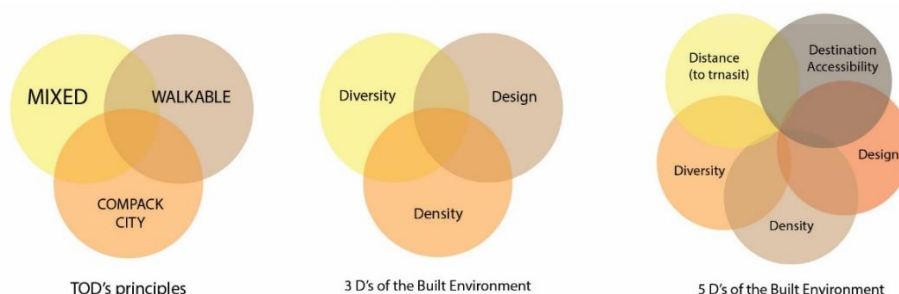 MIXED
WALKABLE
COMPACK
CITY
TOD's principles
Diversity
Design
Density
3 D's of the Built Environment
Distance
(to trnasit)
Destination
Accessibility
Diversity
Design
Density
5 D's of the Built Environment